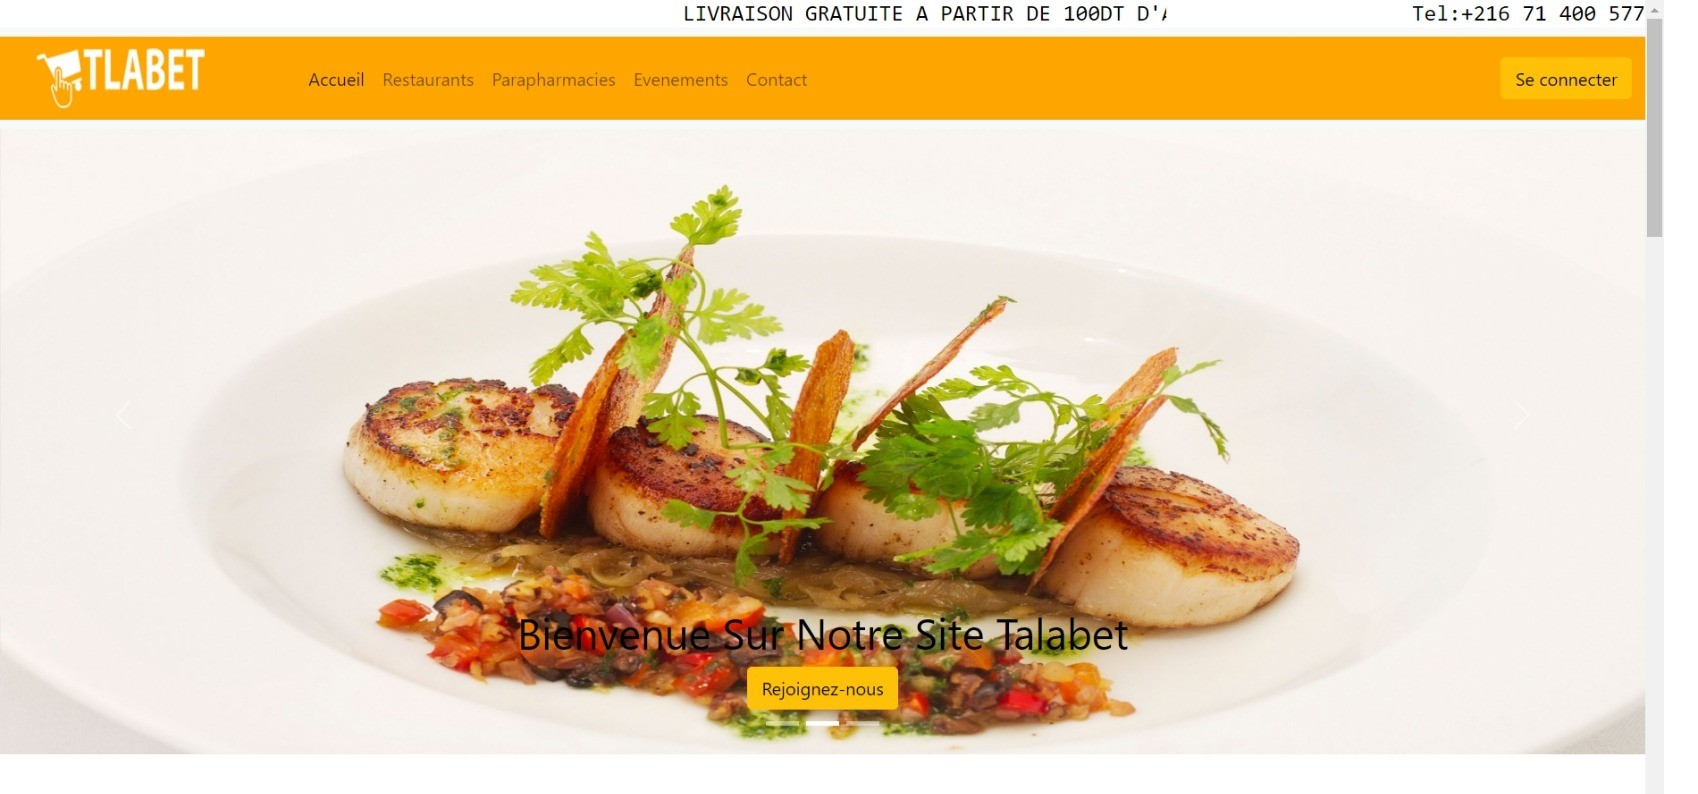 LIVRAISON GRATUITE A PARTIR DE 100DT D'
Tel:+216 71 400 577
TLABET
Accueil
Restaurants
Parapharmacies
Evenements
Contact
Se connecter
Bienvenue Sur Notre Site Talabet
Rejoignez-nous